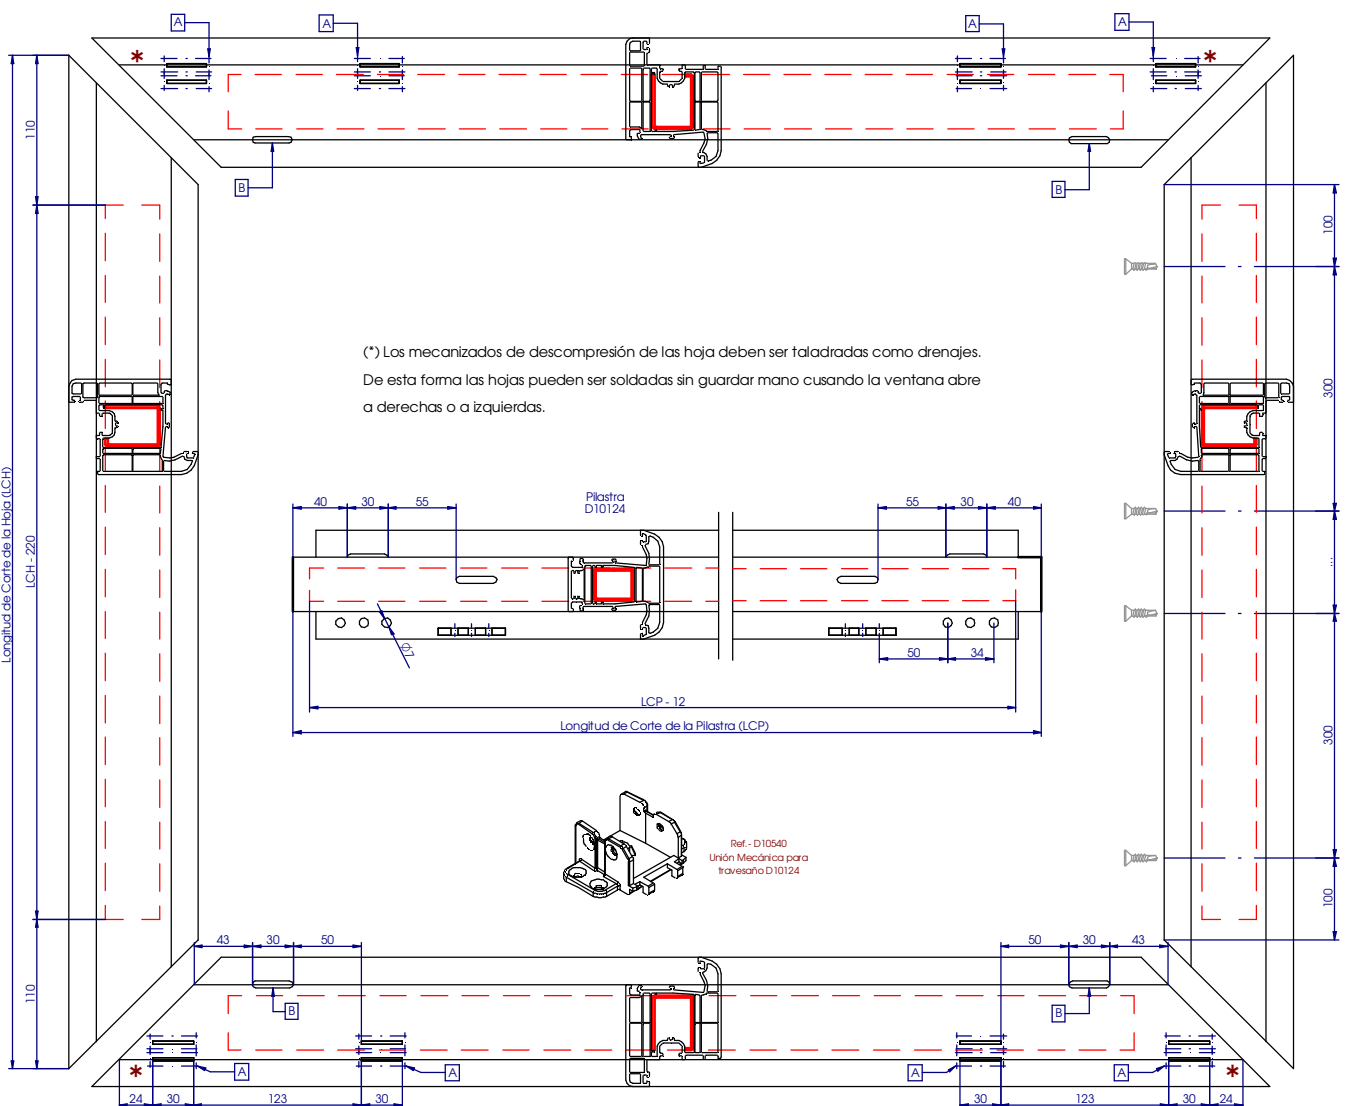 A
A
A
A
*
*
B
B
110
100
(*) Los mecanizados de descompresión de las hoja deben ser taladradas como drenajes.
De esta forma las hojas pueden ser soldadas sin guardar mano cusando la ventana abre
a derechas o a izquierdas.
300
Longitud de Corte de la Hoja (LCH)
LCH - 220
Pilastra
D10124
40
30
55
55
30
40
...
∅7
50
34
LCP - 12
Longitud de Corte de la Pilastra (LCP)
300
Ref.- D10540
Unión Mecánica para
travesaño D10124
100
43
30
50
50
30
43
110
B
B
*
A
A
A
A
*
24
30
123
30
30
123
30
24